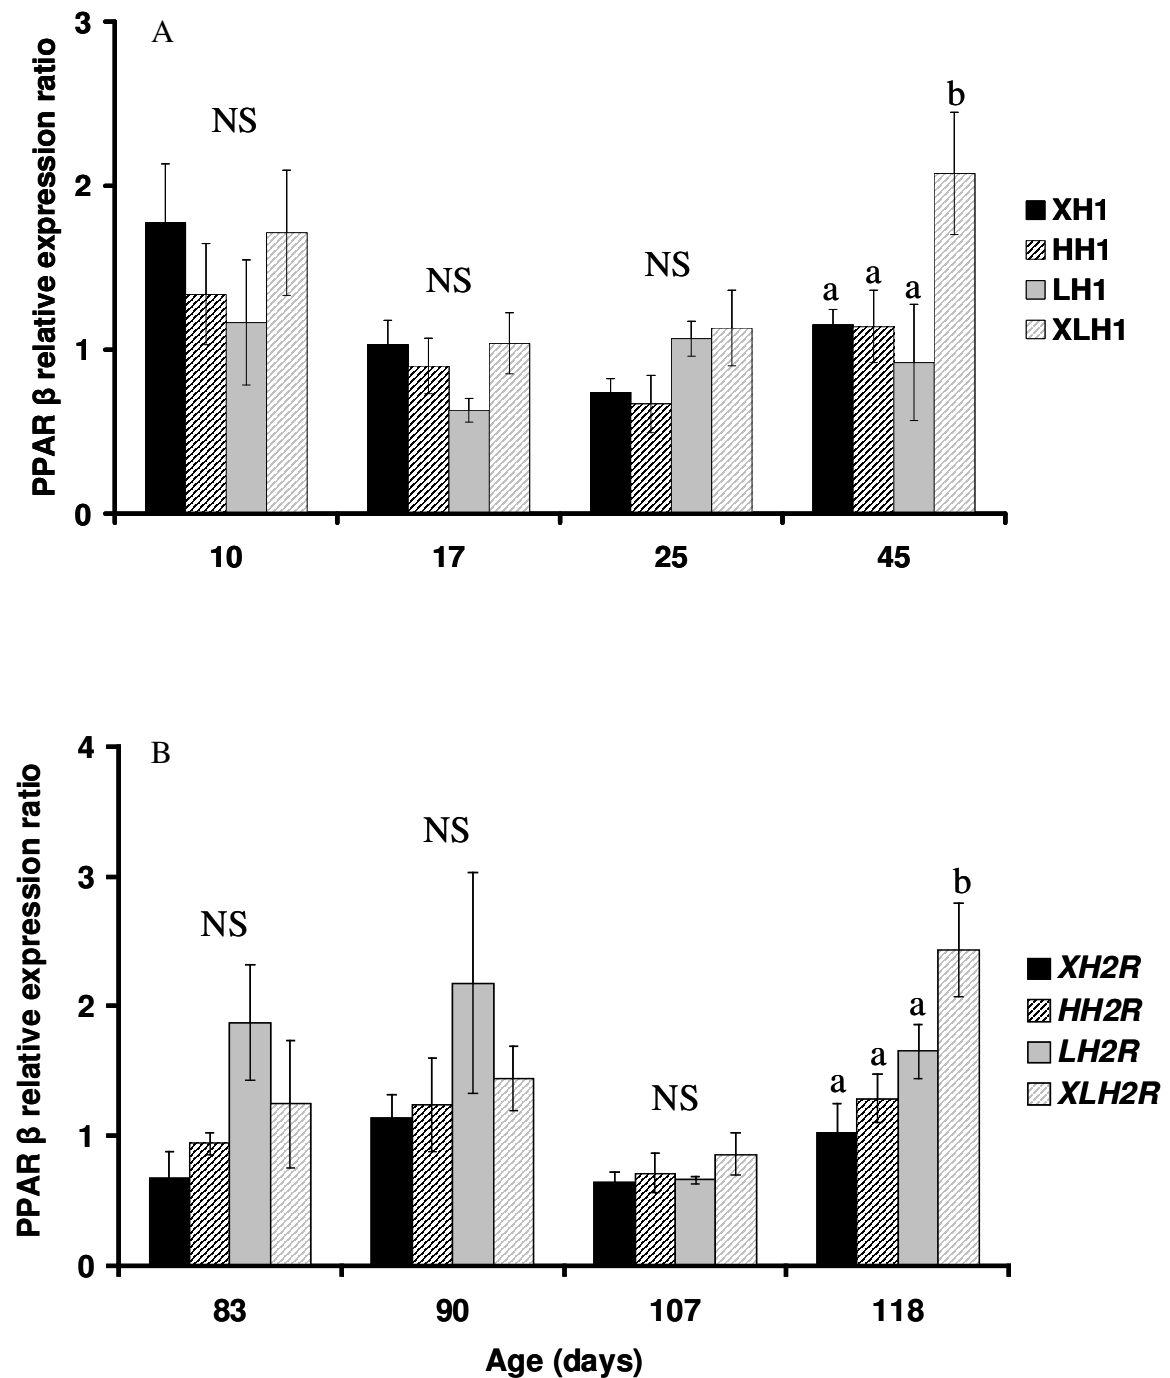 A
PPAR β relative expression ratio
3
2
1
0
NS
NS
NS
a
a
a
b
10
17
25
45
XH1
HH1
LH1
XLH1
B
PPAR β relative expression ratio
4
3
2
1
0
NS
NS
NS
a
a
a
b
83
90
107
118
Age (days)
XH2R
HH2R
LH2R
XLH2R